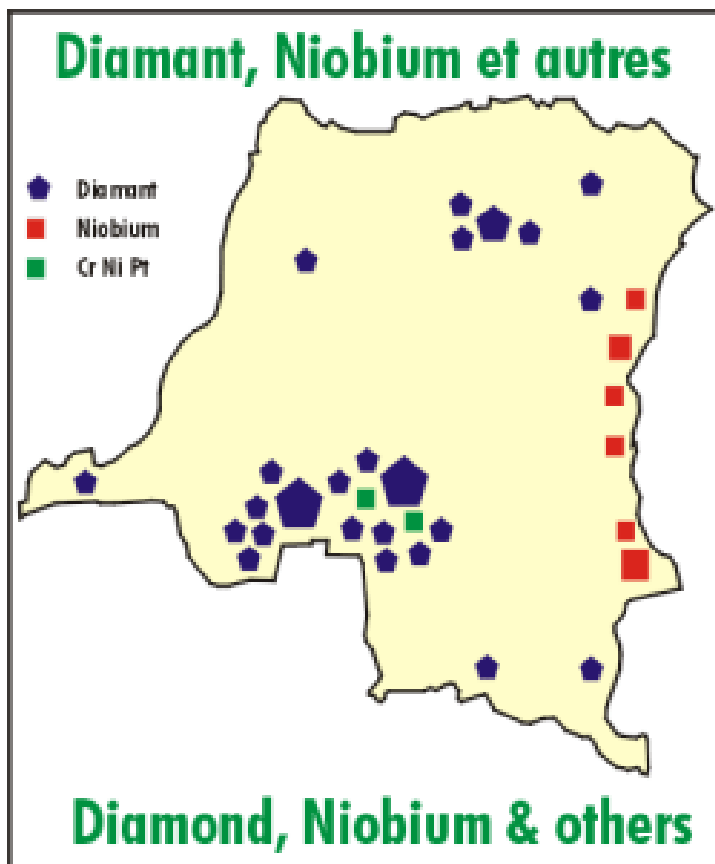 Diamant, Niobium et autres
Diamant
Niobium
Cr Ni Pt
Diamond, Niobium & others